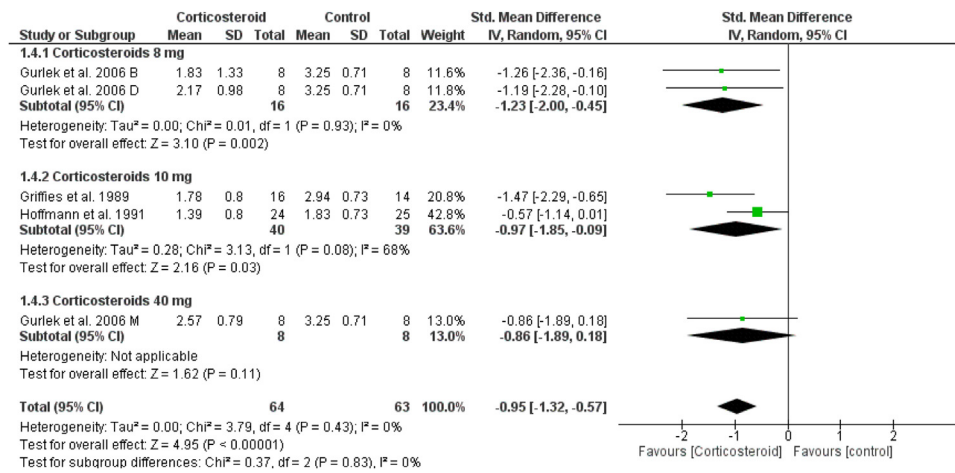 Corticosteroid Control Std. Mean Difference Std. Mean Difference
Study or Subgroup Mean SD Total Mean SD Total Weight IV, Random, 95% CI IV, Random, 95% CI
1.4.1 Corticosteroids 8 mg
Gurlek et al. 2006 B 1.83 1.33 8 3.25 0.71 8 11.6% -1.26 [-2.36, -0.16]
Gurlek et al. 2006 D 2.17 0.98 8 3.25 0.71 8 11.8% -1.19 [-2.28, -0.10]
Subtotal (95% CI) 16 16 23.4% -1.23 [-2.00, -0.45]
Heterogeneity: Tau² = 0.00; Chi² = 0.01, df = 1 (P = 0.93); I² = 0%
Test for overall effect: Z = 3.10 (P = 0.002)
1.4.2 Corticosteroids 10 mg
Griffies et al. 1989 1.78 0.8 16 2.94 0.73 14 20.8% -1.47 [-2.29, -0.65]
Hoffmann et al. 1991 1.39 0.8 24 1.83 0.73 25 42.8% -0.57 [-1.14, 0.01]
Subtotal (95% CI) 40 39 63.6% -0.97 [-1.85, -0.09]
Heterogeneity: Tau² = 0.28; Chi² = 3.13, df = 1 (P = 0.08); I² = 68%
Test for overall effect: Z = 2.16 (P = 0.03)
1.4.3 Corticosteroids 40 mg
Gurlek et al. 2006 M 2.57 0.79 8 3.25 0.71 8 13.0% -0.86 [-1.89, 0.18]
Subtotal (95% CI) 8 8 13.0% -0.86 [-1.89, 0.18]
Heterogeneity: Not applicable
Test for overall effect: Z = 1.62 (P = 0.11)
Total (95% CI) 64 63 100.0% -0.95 [-1.32, -0.57]
Heterogeneity: Tau² = 0.00; Chi² = 3.79, df = 4 (P = 0.43); I² = 0%
Test for overall effect: Z = 4.95 (P < 0.00001)
Test for subgroup differences: Chi² = 0.37, df = 2 (P = 0.83), I² = 0%
-2 -1 0 1 2
Favours [Corticosteroid] Favours [control]